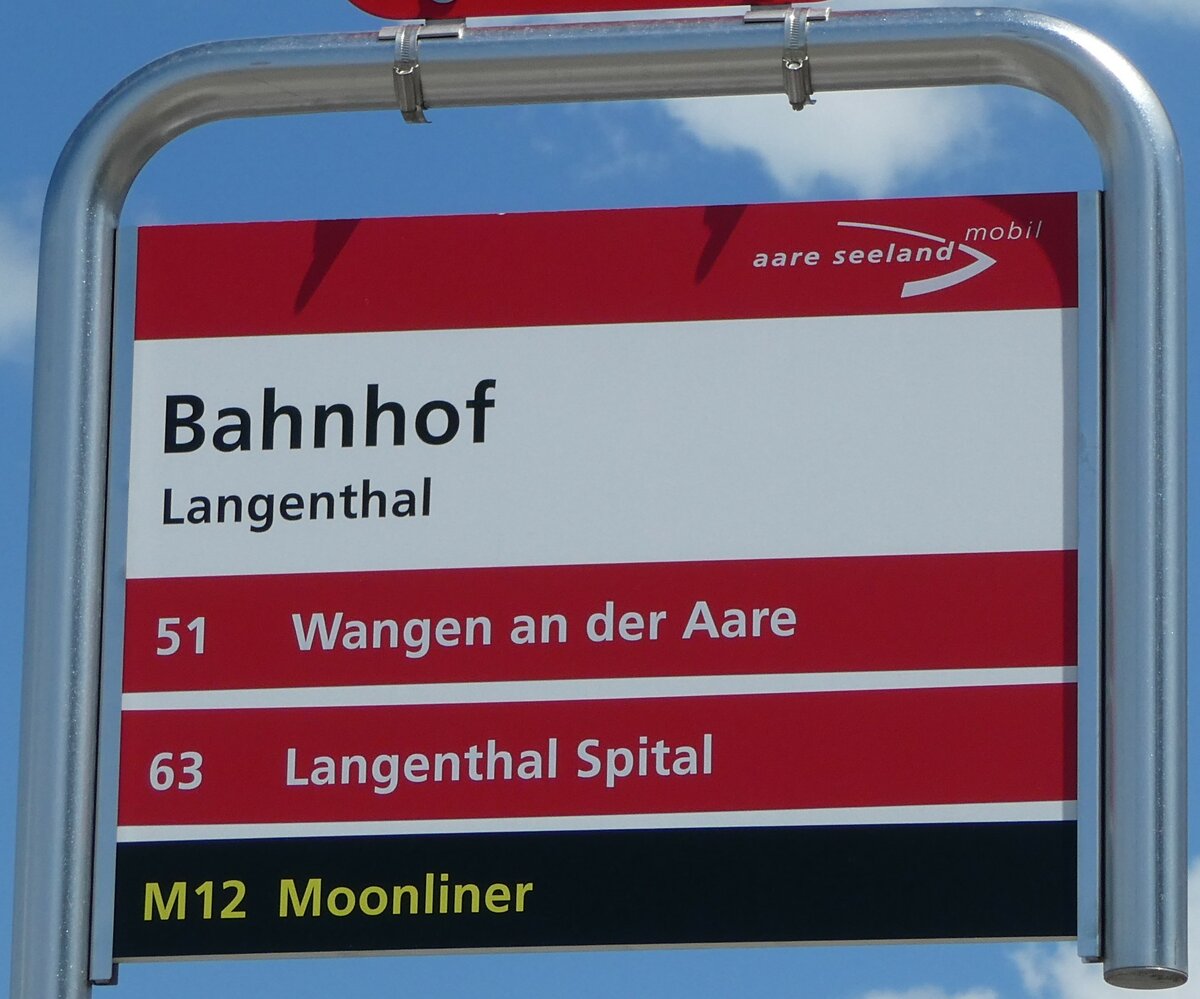 aare seeland mobil
Bahnhof
Langenthal
51 Wangen an der Aare
63 Langenthal Spital
M12 Moonliner